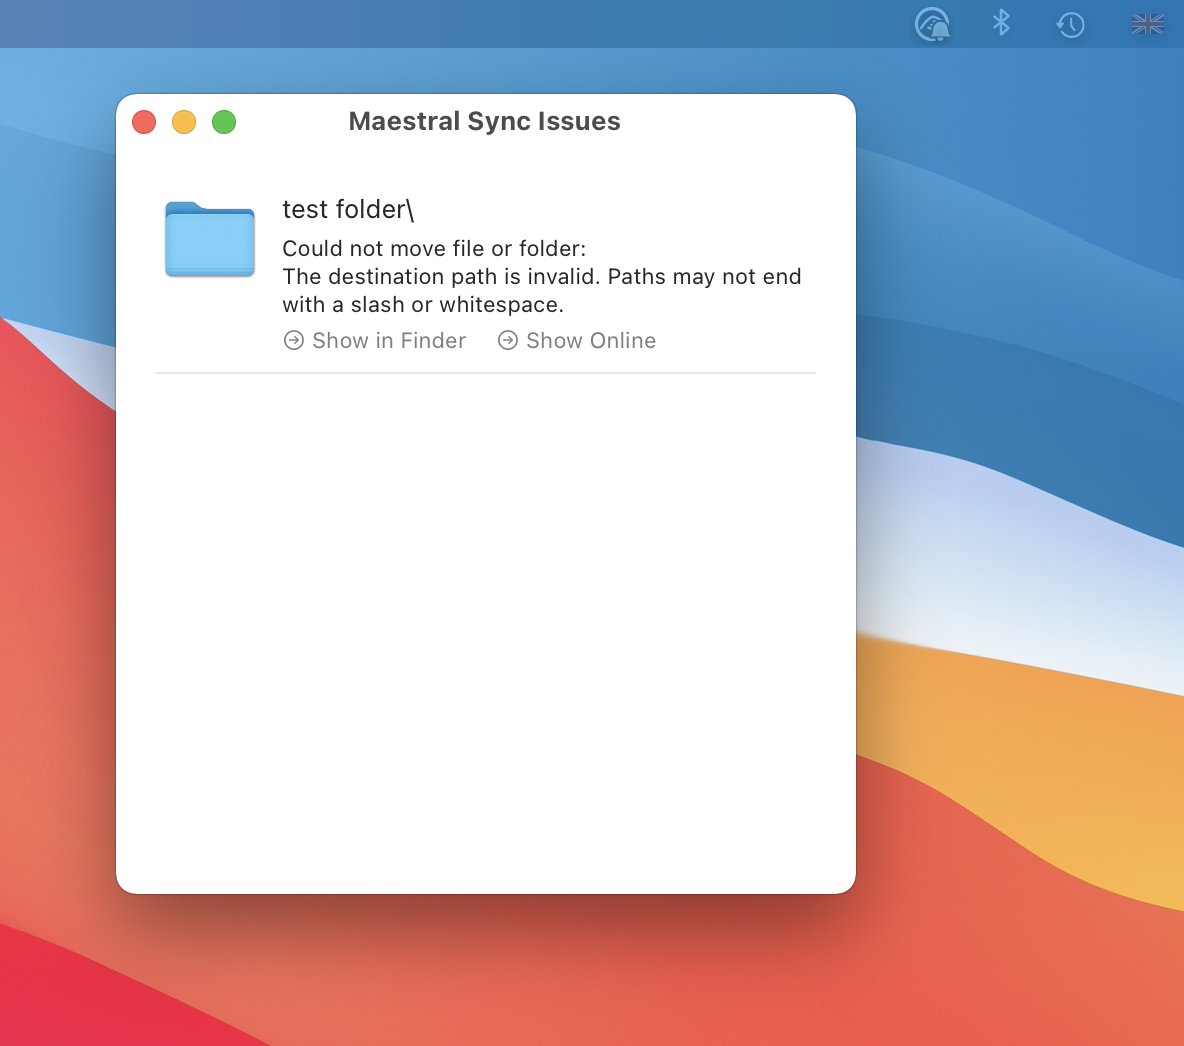 Maestral Sync Issues
test folder\
Could not move file or folder:
The destination path is invalid. Paths may not end
with a slash or whitespace.
Show in Finder Show Online